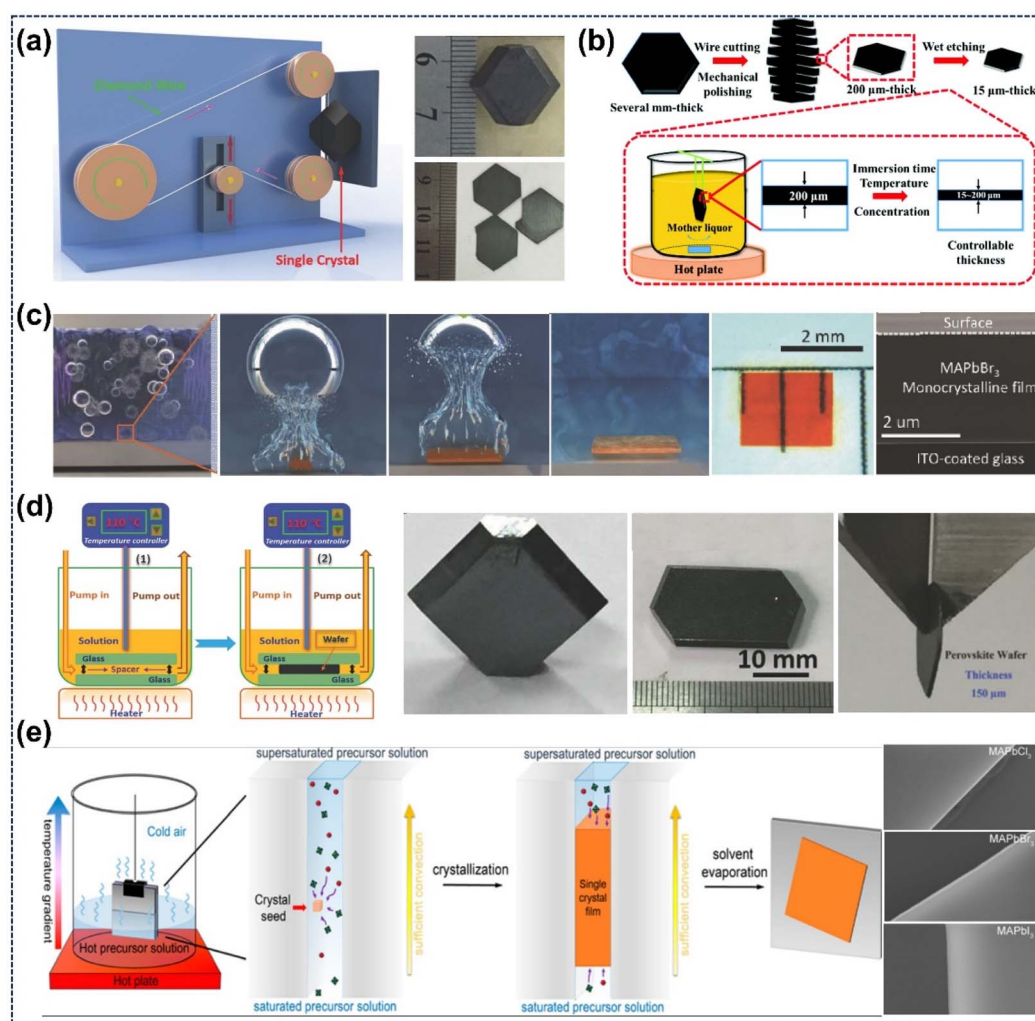 (a)
Diamond Wire
Single Crystal
6
7
9
10
11
(b)
Wire cutting
Mechanical
polishing
Several mm-thick
200 μm-thick
Wet etching
15 μm-thick
Mother liquor
Hot plate
200 μm
Immersion time
Temperature
Concentration
15~200 μm
Controllable
thickness
(c)
2 mm
Surface
MAPbBr₃
Monocrystalline film
2 um
ITO-coated glass
(d)
110 °C
Temperature controller
(1)
Pump in
Pump out
Solution
Glass
Spacer
Glass
Heater
110 °C
Temperature controller
(2)
Pump in
Pump out
Solution
Wafer
Glass
Glass
Heater
10 mm
Perovskite Wafer
Thickness
150 μm
(e)
temperature gradient
Cold air
Hot precursor solution
Hot plate
supersaturated precursor solution
Crystal
seed
sufficient convection
saturated precursor solution
crystallization
supersaturated precursor solution
Single
crystal
film
sufficient convection
saturated precursor solution
solvent
evaporation
MAPbCl₃
MAPbBr₃
MAPbI₃